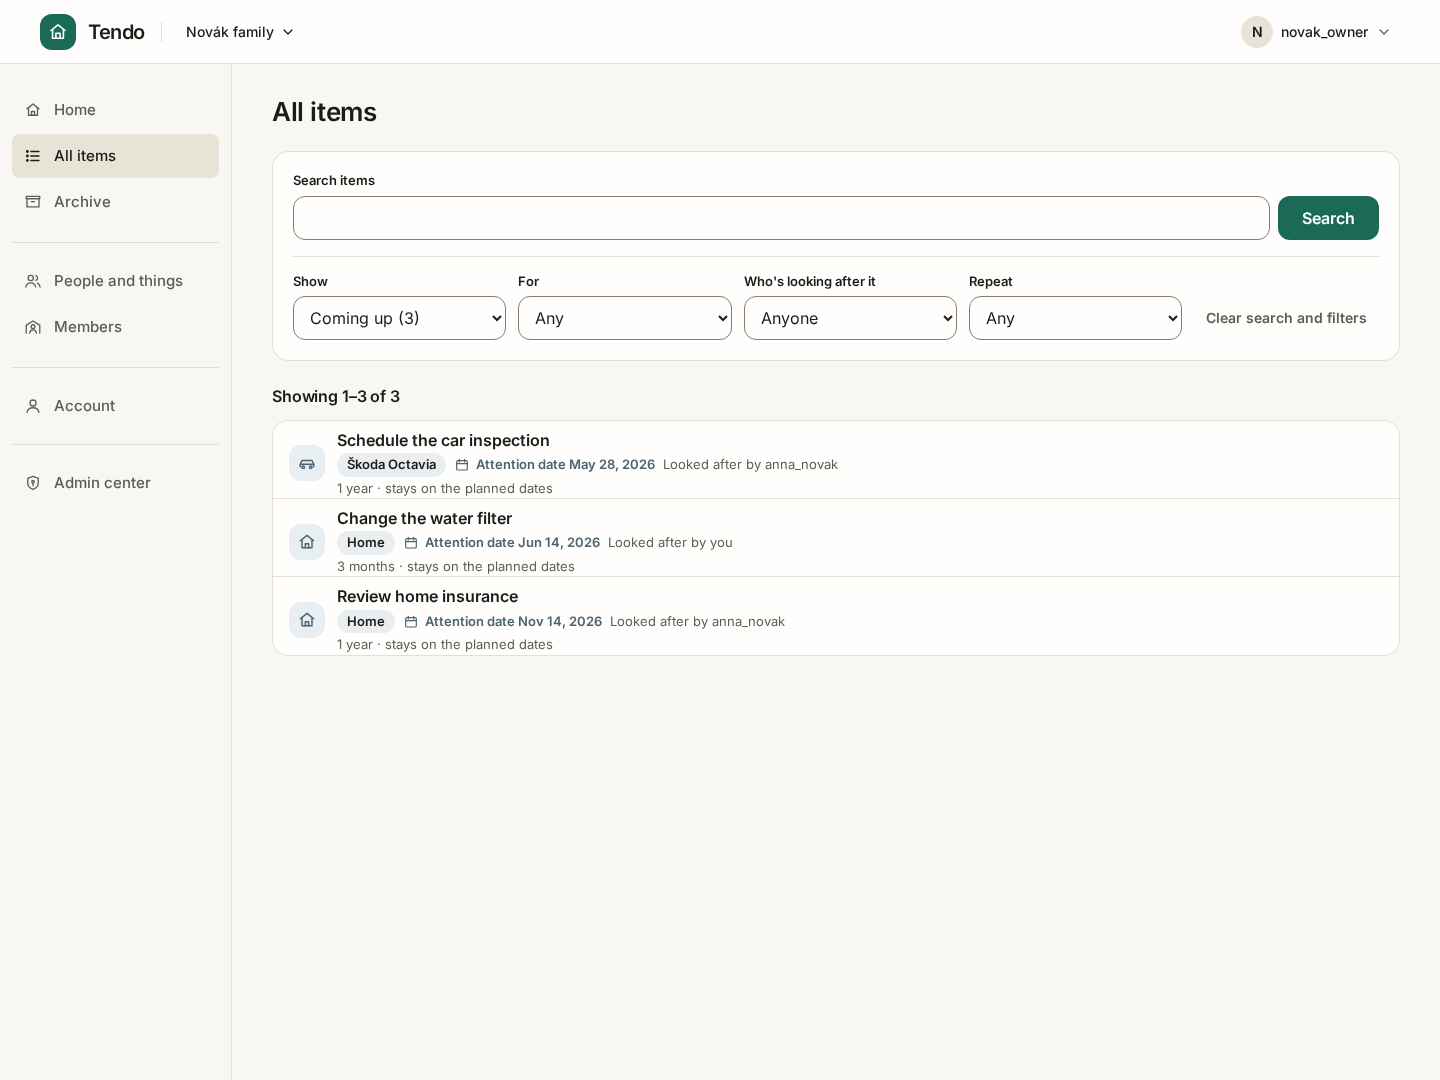 Tendo
Novák family
N
novak_owner
Home
All items
Archive
People and things
Members
Account
Admin center
All items
Search items
Search
Show
For
Who's looking after it
Repeat
Coming up (3)
Any
Anyone
Any
Clear search and filters
Showing 1–3 of 3
Schedule the car inspection
Škoda Octavia Attention date May 28, 2026 Looked after by anna_novak
1 year · stays on the planned dates
Change the water filter
Home Attention date Jun 14, 2026 Looked after by you
3 months · stays on the planned dates
Review home insurance
Home Attention date Nov 14, 2026 Looked after by anna_novak
1 year · stays on the planned dates